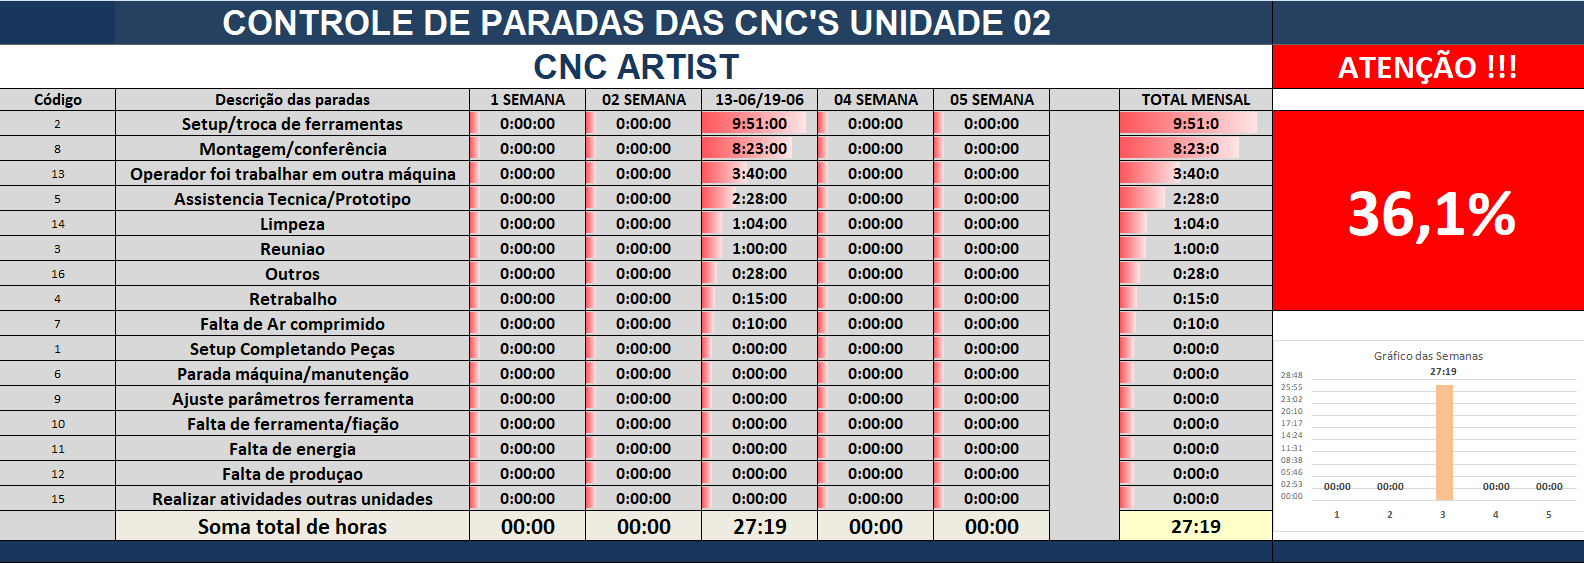 CONTROLE DE PARADAS DAS CNC'S UNIDADE 02
CNC ARTIST
ATENÇÃO !!!
Código Descrição das paradas 1 SEMANA 02 SEMANA 13-06/19-06 04 SEMANA 05 SEMANA TOTAL MENSAL
2 Setup/troca de ferramentas 0:00:00 0:00:00 9:51:00 0:00:00 0:00:00 9:51:0
8 Montagem/conferência 0:00:00 0:00:00 8:23:00 0:00:00 0:00:00 8:23:0
13 Operador foi trabalhar em outra máquina 0:00:00 0:00:00 3:40:00 0:00:00 0:00:00 3:40:0
5 Assistencia Tecnica/Prototipo 0:00:00 0:00:00 2:28:00 0:00:00 0:00:00 2:28:0
14 Limpeza 0:00:00 0:00:00 1:04:00 0:00:00 0:00:00 1:04:0
3 Reuniao 0:00:00 0:00:00 1:00:00 0:00:00 0:00:00 1:00:0
16 Outros 0:00:00 0:00:00 0:28:00 0:00:00 0:00:00 0:28:0
4 Retrabalho 0:00:00 0:00:00 0:15:00 0:00:00 0:00:00 0:15:0
7 Falta de Ar comprimido 0:00:00 0:00:00 0:10:00 0:00:00 0:00:00 0:10:0
1 Setup Completando Peças 0:00:00 0:00:00 0:00:00 0:00:00 0:00:00 0:00:0
6 Parada máquina/manutenção 0:00:00 0:00:00 0:00:00 0:00:00 0:00:00 0:00:0
9 Ajuste parâmetros ferramenta 0:00:00 0:00:00 0:00:00 0:00:00 0:00:00 0:00:0
10 Falta de ferramenta/fiação 0:00:00 0:00:00 0:00:00 0:00:00 0:00:00 0:00:0
11 Falta de energia 0:00:00 0:00:00 0:00:00 0:00:00 0:00:00 0:00:0
12 Falta de produçao 0:00:00 0:00:00 0:00:00 0:00:00 0:00:00 0:00:0
15 Realizar atividades outras unidades 0:00:00 0:00:00 0:00:00 0:00:00 0:00:00 0:00:0
Soma total de horas 00:00 00:00 27:19 00:00 00:00 27:19
36,1%
Gráfico das Semanas
27:19
28:48
25:55
23:02
20:10
17:17
14:24
11:31
08:38
05:46
02:53
00:00
00:00 00:00 00:00 00:00
1 2 3 4 5